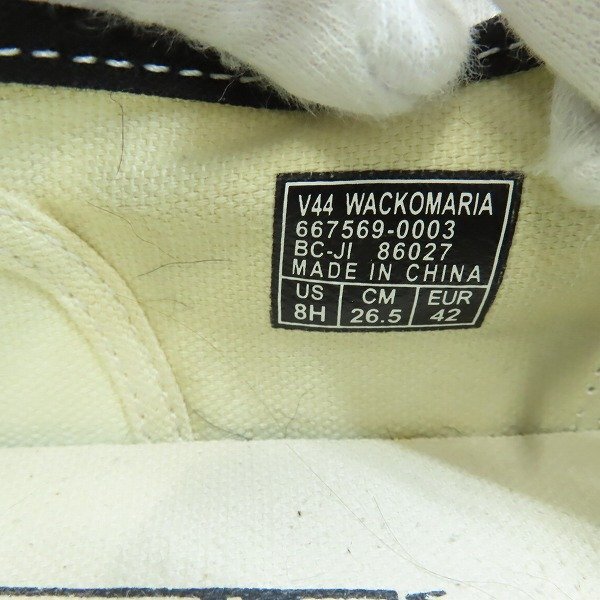 V44 WACKOMARIA
667569-0003
BC-JI 86027
MADE IN CHINA
US CM EUR
8H 26.5 42